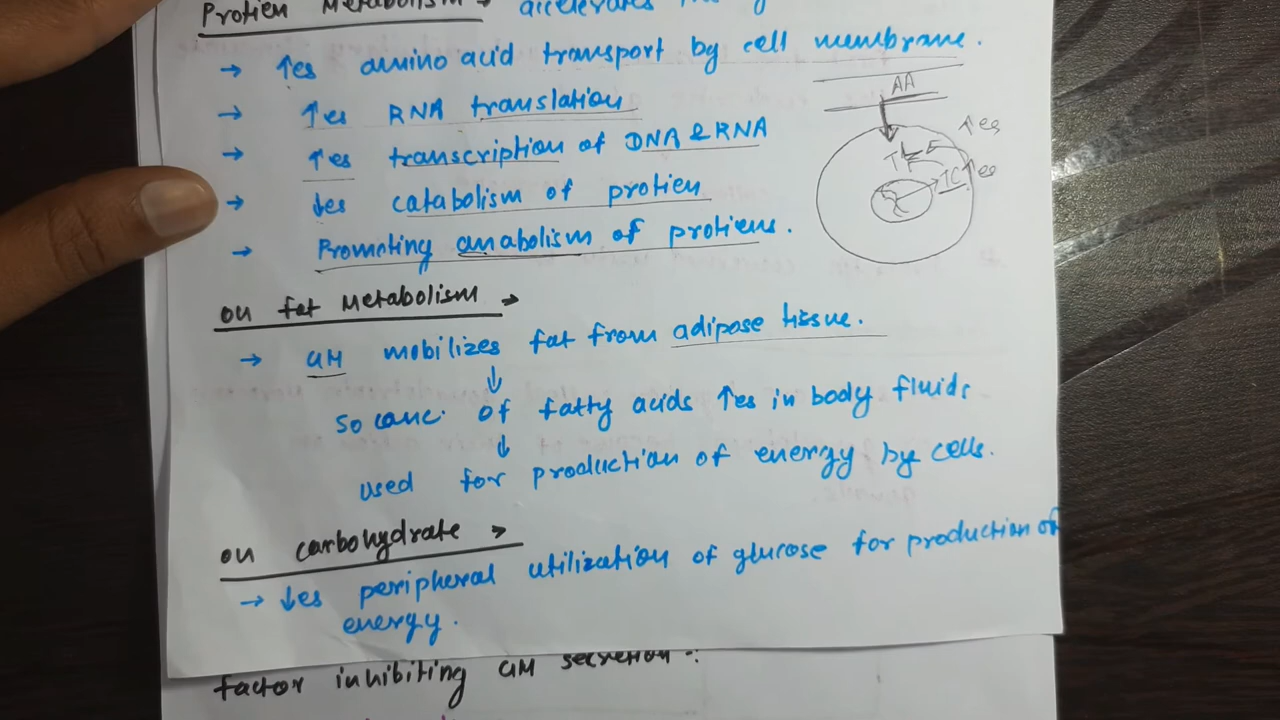 Protien Metabolism → accelerates
→ ↑es amino acid transport by cell membrane.
→ ↑es RNA translation
→ ↑es transcription of DNA & RNA
→ ↓es catabolism of protien
→ Promoting anabolism of protiens.
AA
↑es
TL
TC ↑es
on fat Metabolism →
→ GH mobilizes fat from adipose tissue.
↓
so conc. of fatty acids ↑es in body fluids
↓
used for production of energy by cells.
on carbohydrate →
→ ↓es peripheral utilization of glucose for production of
energy.
factor inhibiting GH secretion :